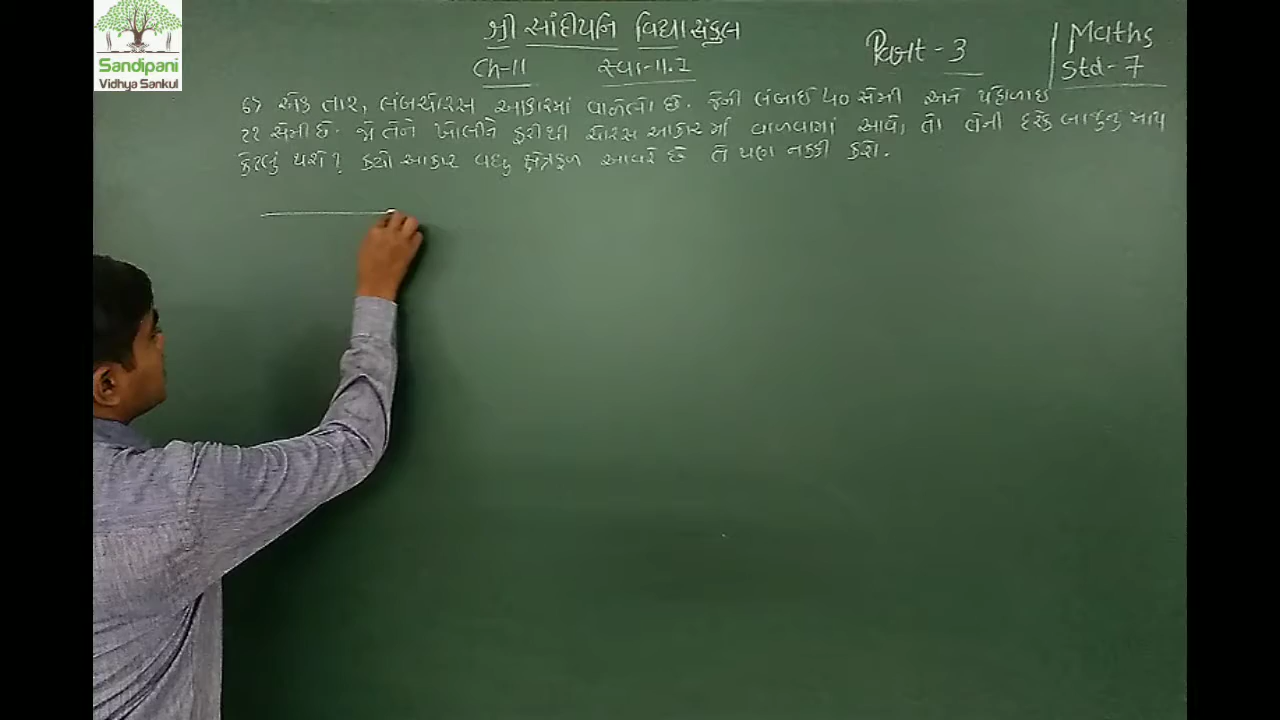 Sandipani
Vidhya Sankul
શ્રી સાંદીપનિ વિદ્યાસંકુલ
Part - 3
Maths
Ch-11 સ્વા-11.1
Std-7
6> એક તાર, લંબચોરસ આકારમાં વાળેલો છે. જેની લંબાઈ ૪૦ સેમી અને પહોળાઈ
૨૨ સેમી છે. જો તેને ખોલીને ફરીથી ચોરસ આકારમાં વાળવામાં આવે, તો તેની દરેક બાજુનું માપ
કેટલું થશે? કયો આકાર વધુ ક્ષેત્રફળ આવરે છે તે પણ નક્કી કરો.